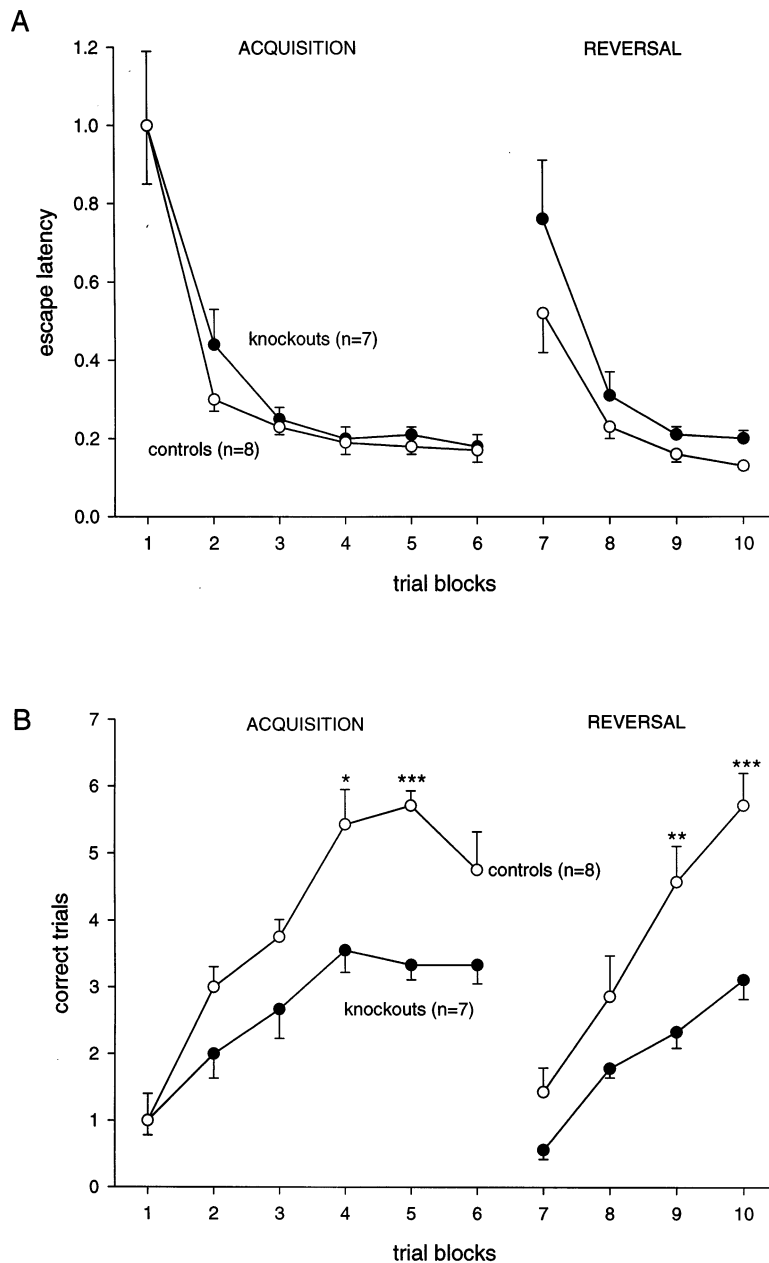 A
ACQUISITION REVERSAL
1.2
1.0
0.8
0.6
0.4
0.2
0.0
escape latency
knockouts (n=7)
controls (n=8)
1 2 3 4 5 6 7 8 9 10
trial blocks
B
ACQUISITION REVERSAL
7
6
5
4
3
2
1
0
correct trials
* *** ** ***
controls (n=8)
knockouts (n=7)
1 2 3 4 5 6 7 8 9 10
trial blocks